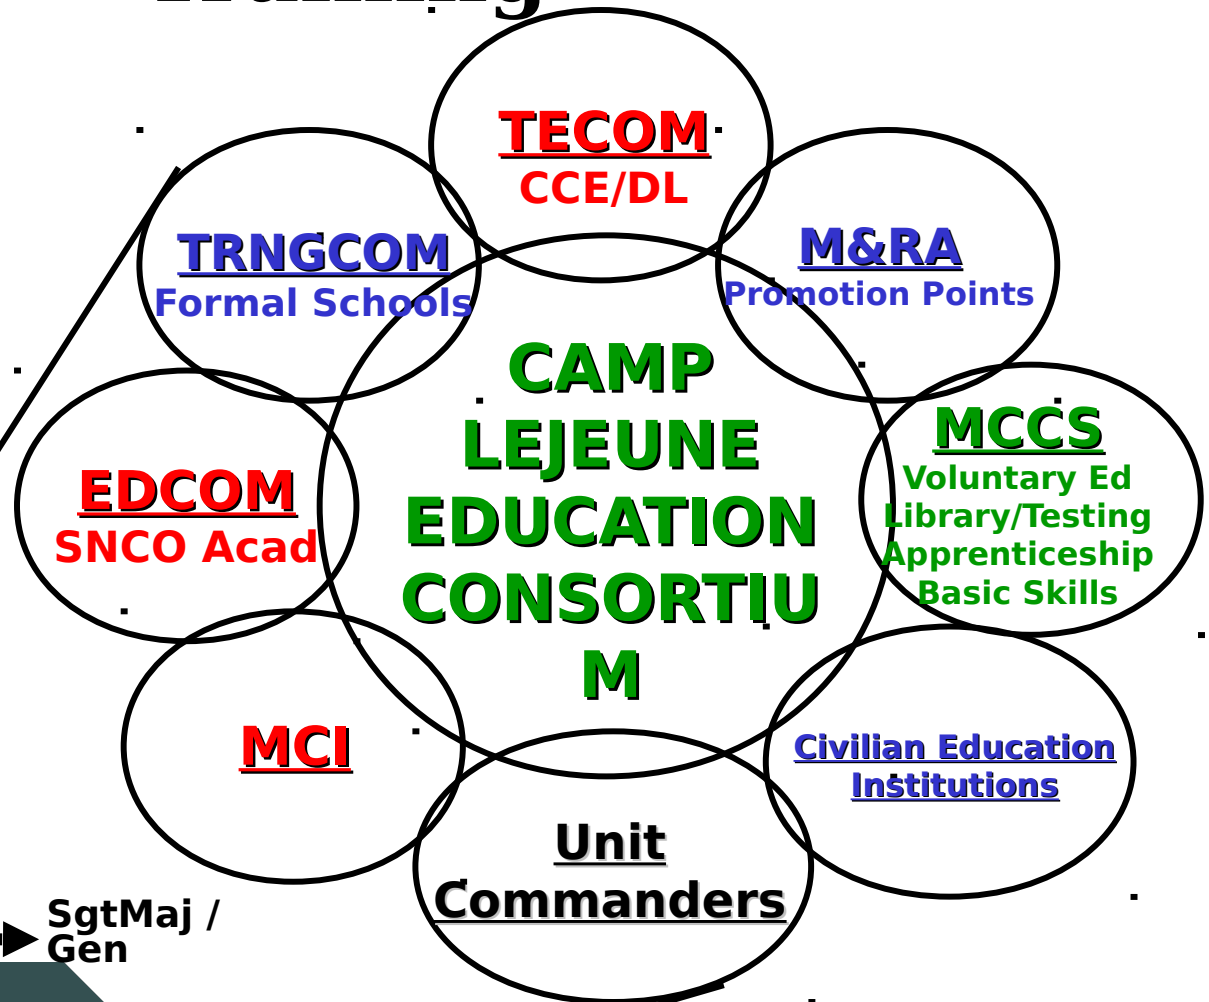 TECOM
CCE/DL
TRNGCOM
Formal Schools
M&RA
Promotion Points
CAMP
LEJEUNE
EDUCATION
CONSORTIU
M
MCCS
Voluntary Ed
Library/Testing
Apprenticeship
Basic Skills
EDCOM
SNCO Acad
MCI
Civilian Education
Institutions
Unit
Commanders
SgtMaj /
Gen